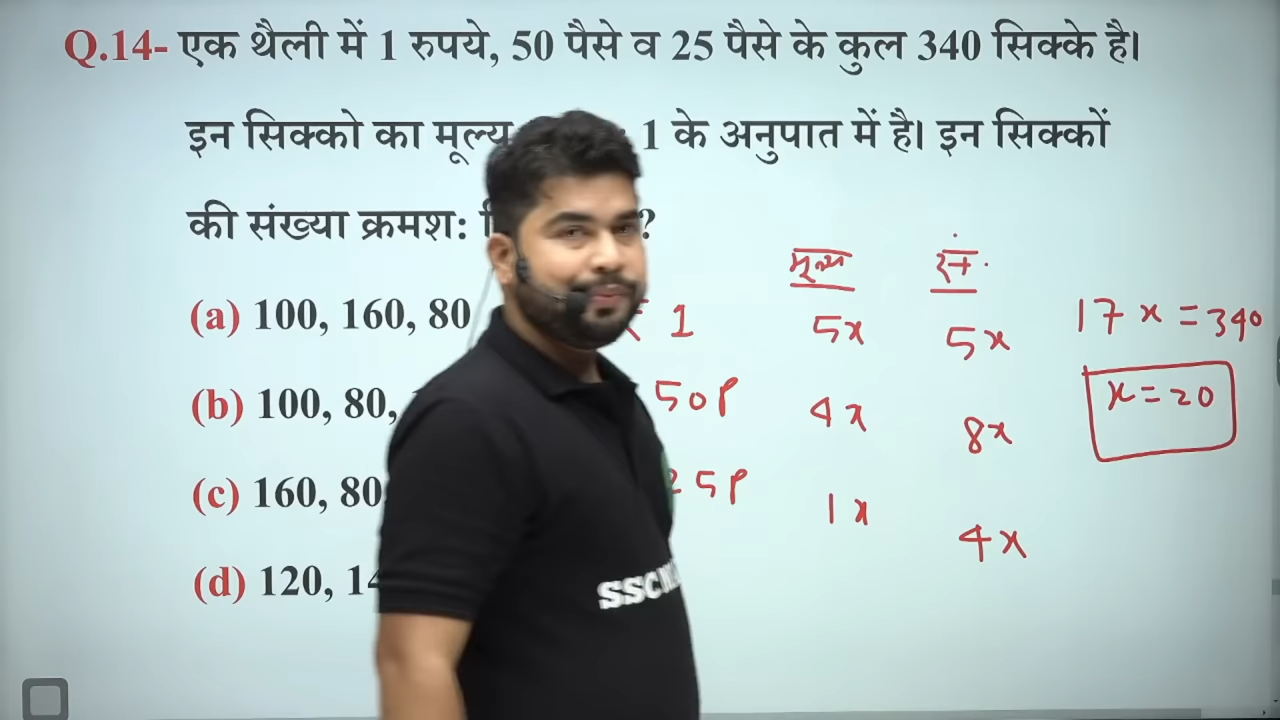 Q.14- एक थैली में 1 रुपये, 50 पैसे व 25 पैसे के कुल 340 सिक्के है।
इन सिक्को का मूल्य : 1 के अनुपात में है। इन सिक्कों
की संख्या क्रमश: ?
(a) 100, 160, 80
(b) 100, 80,
(c) 160, 80
(d) 120, 14
मूल्य सं.
1 5x 5x 17x = 340
50P 4x 8x x = 20
25P 1x 4x
SSC